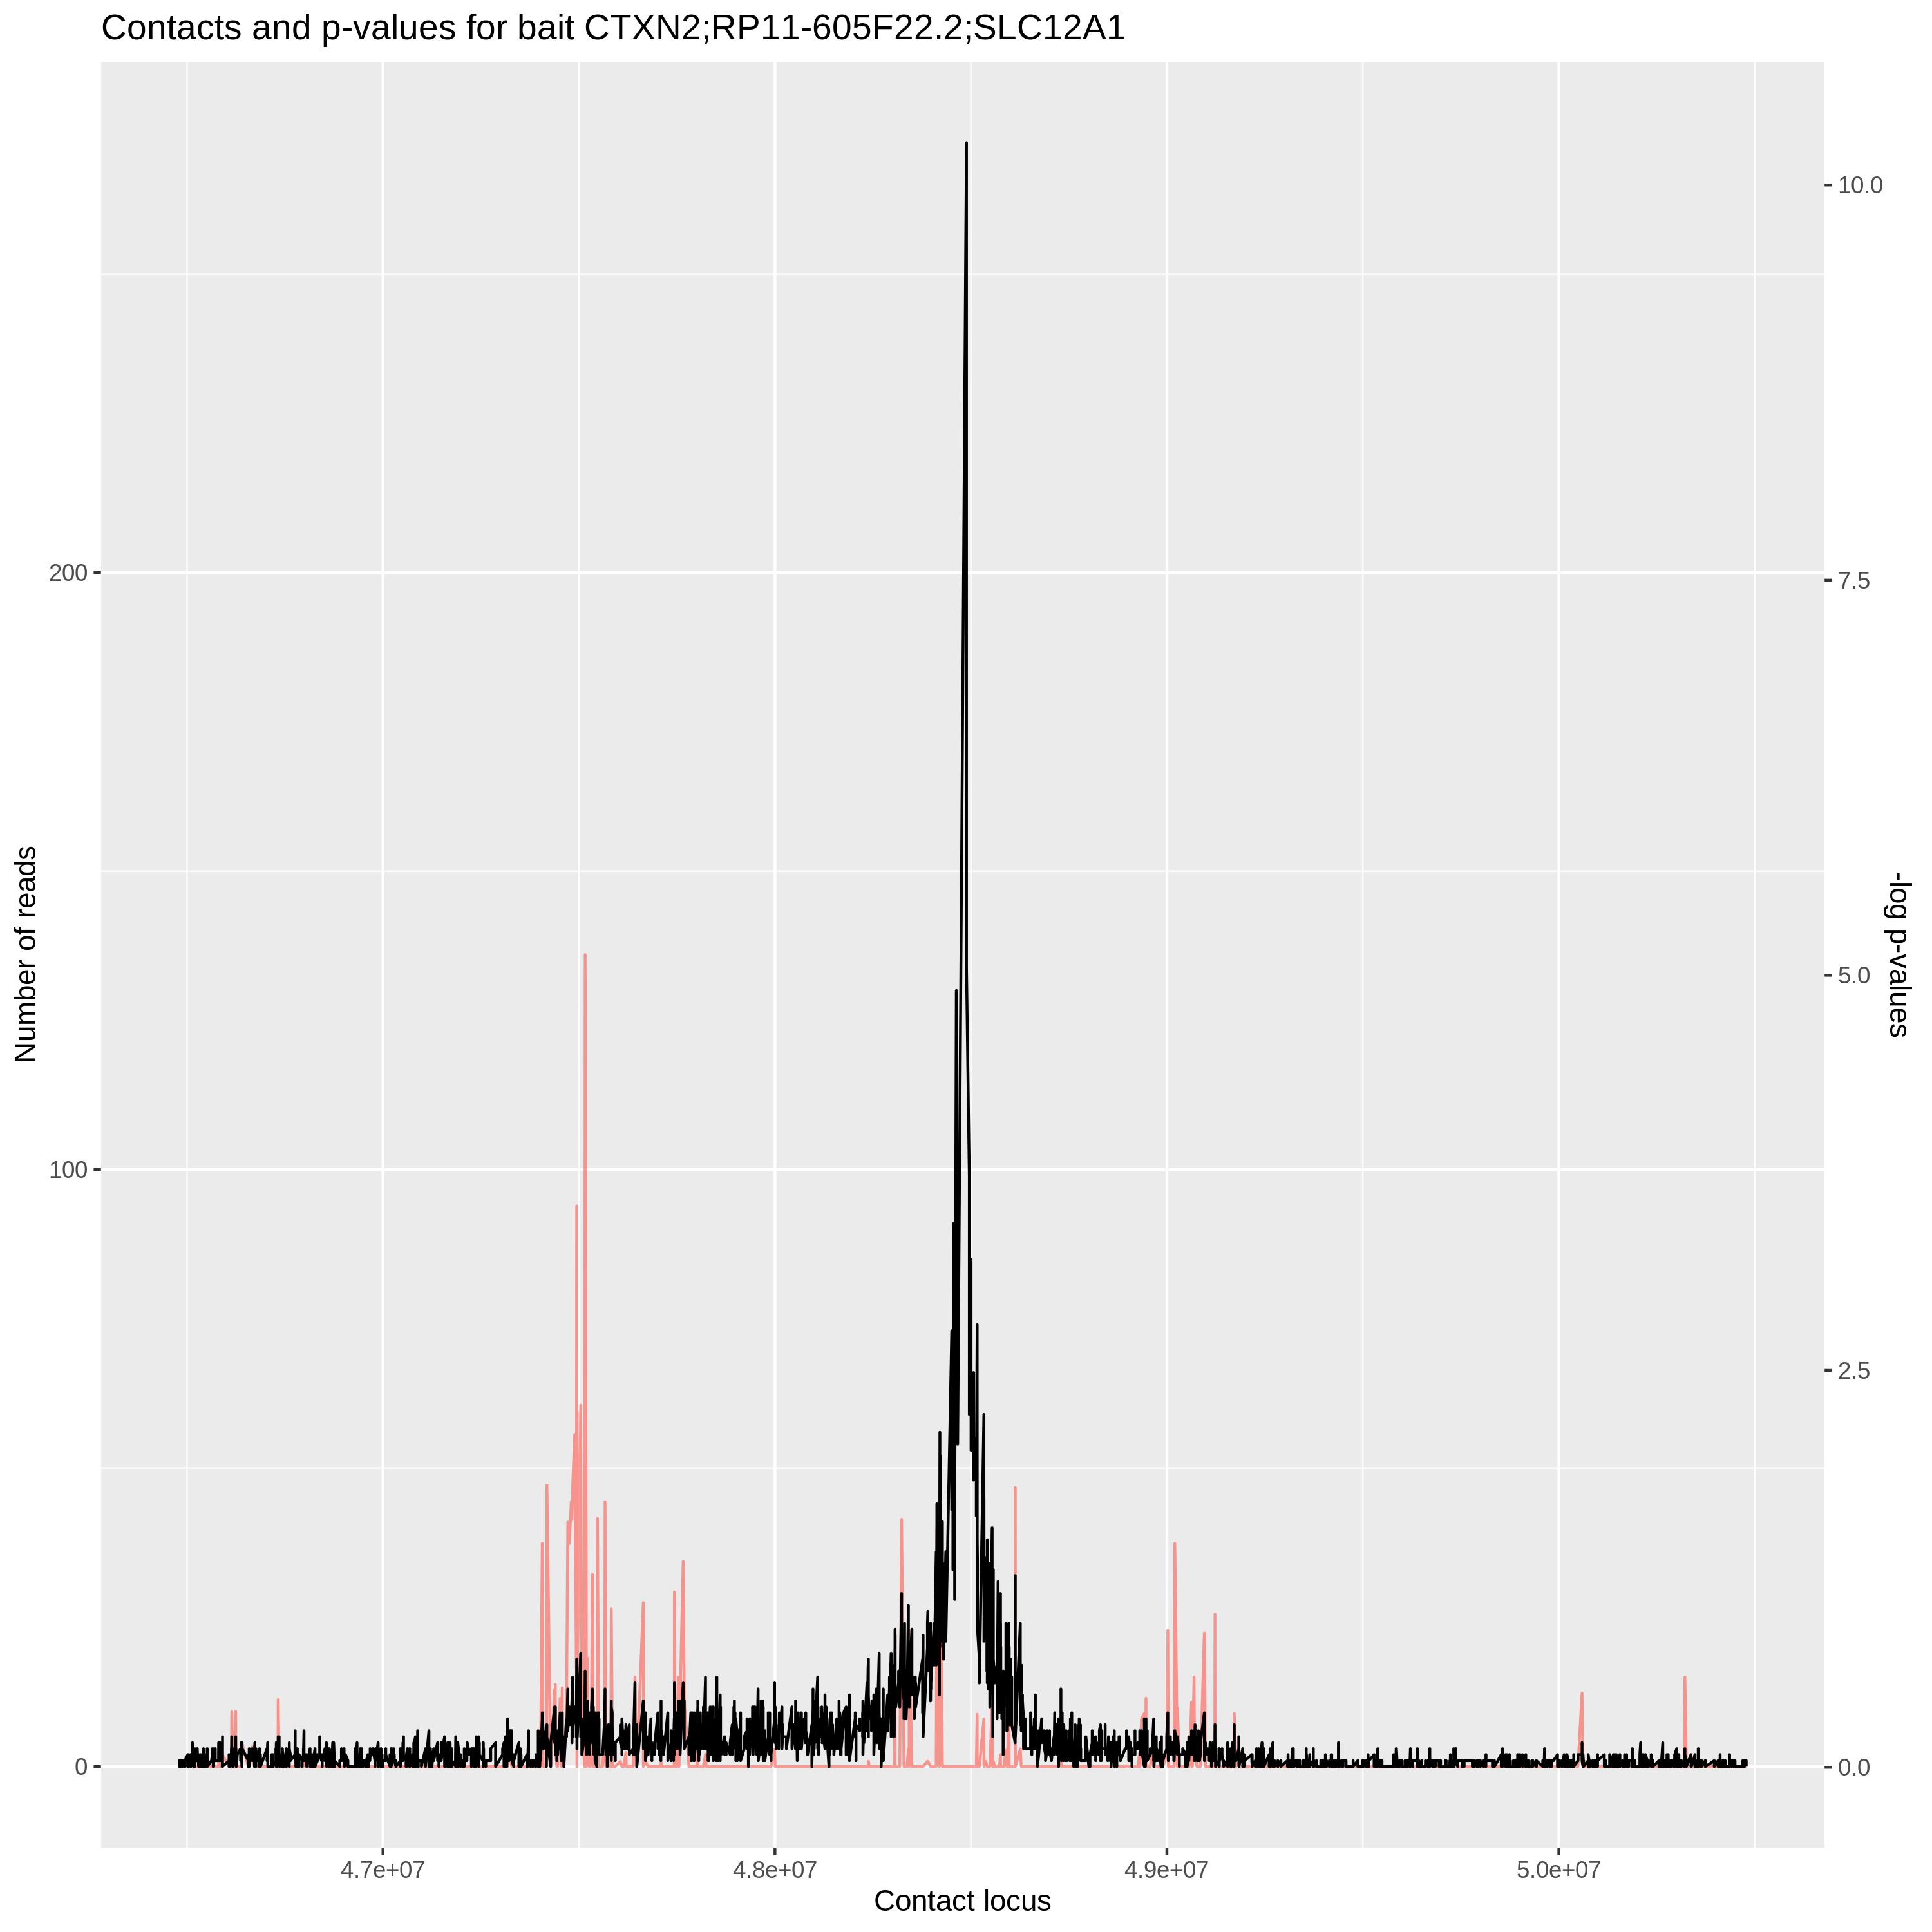 Contacts and p-values for bait CTXN2;RP11-605F22.2;SLC12A1
Number of reads
200
100
0
10.0
7.5
5.0
2.5
0.0
-log p-values
4.7e+07 4.8e+07 4.9e+07 5.0e+07
Contact locus